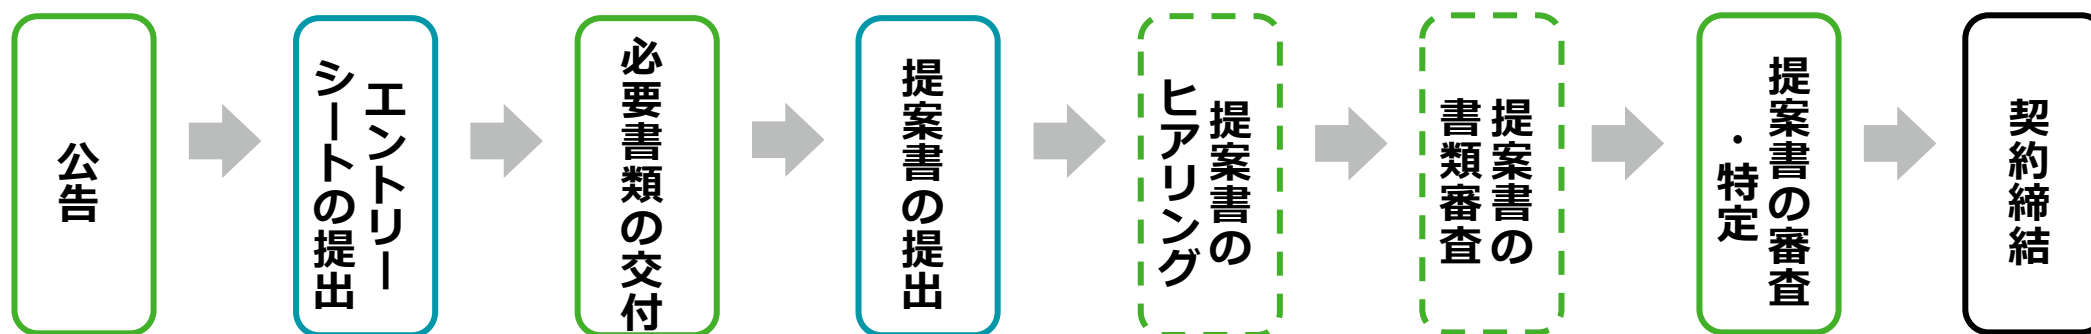 公告
エントリー
シートの提出
必要書類の交付
提案書の提出
提案書の
ヒアリング
提案書の
書類審査
提案書の審査
・特定
契約締結